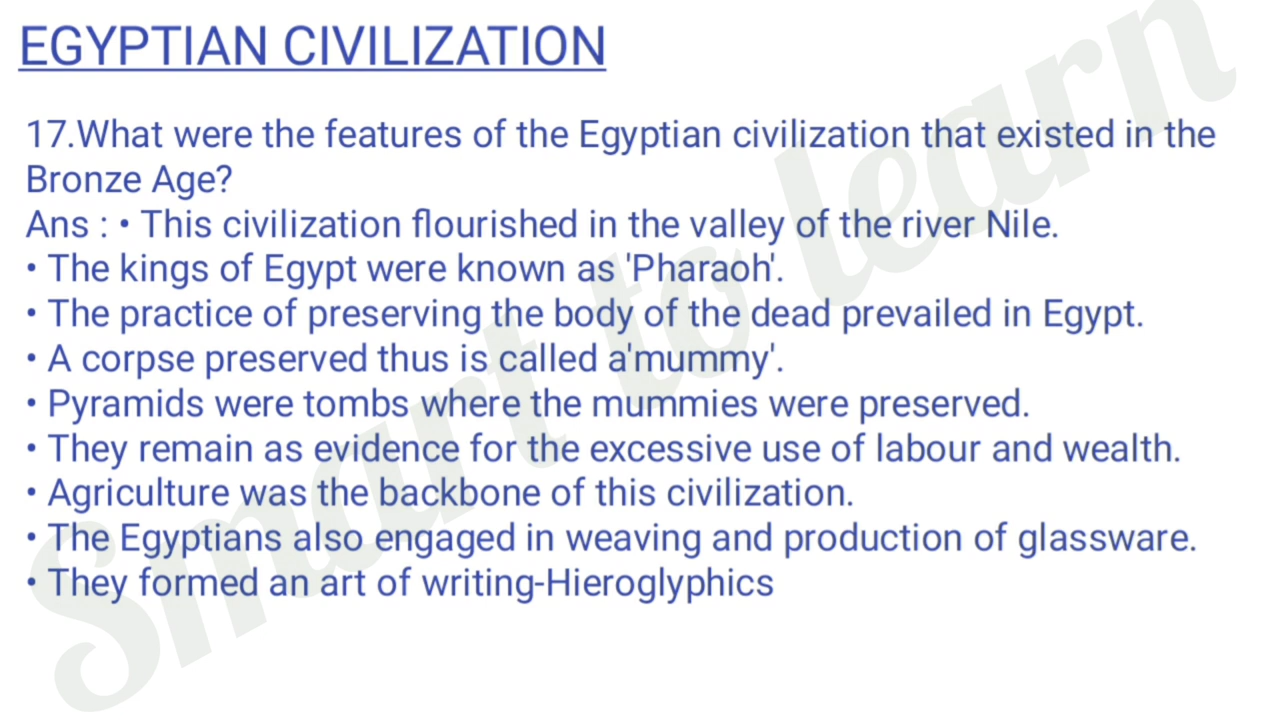 EGYPTIAN CIVILIZATION
17.What were the features of the Egyptian civilization that existed in the
Bronze Age?
Ans : • This civilization flourished in the valley of the river Nile.
• The kings of Egypt were known as 'Pharaoh'.
• The practice of preserving the body of the dead prevailed in Egypt.
• A corpse preserved thus is called a'mummy'.
• Pyramids were tombs where the mummies were preserved.
• They remain as evidence for the excessive use of labour and wealth.
• Agriculture was the backbone of this civilization.
• The Egyptians also engaged in weaving and production of glassware.
• They formed an art of writing-Hieroglyphics
Smart to learn